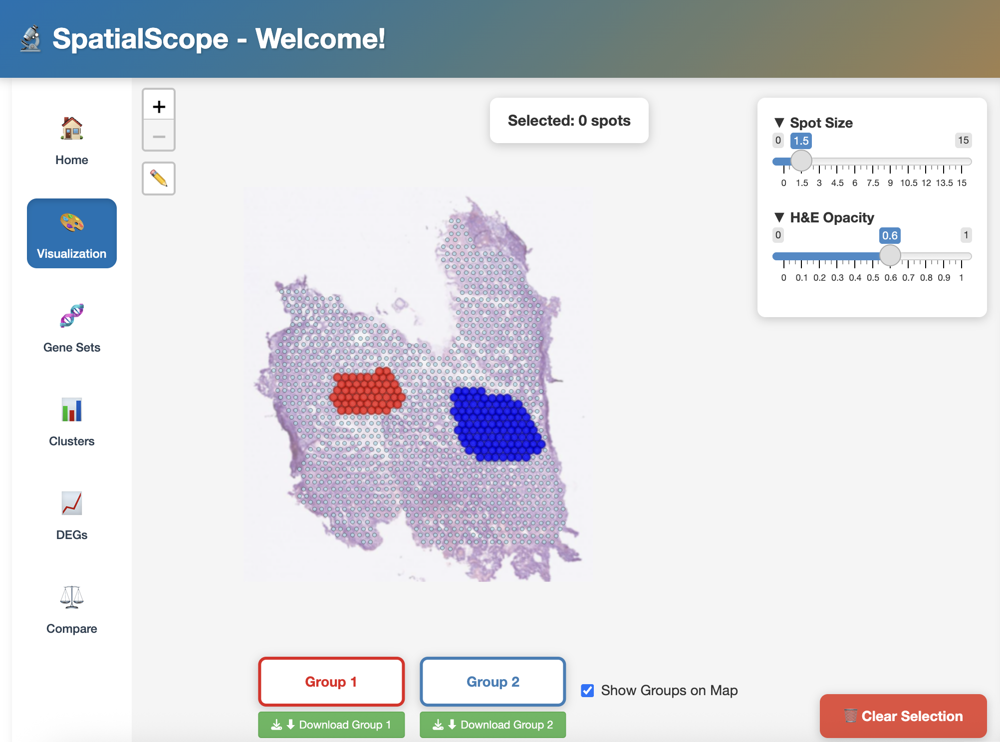 SpatialScope - Welcome!
Home
Visualization
Gene Sets
Clusters
DEGs
Compare
+
−
Selected: 0 spots
▼ Spot Size
0 1.5 15
0 1.5 3 4.5 6 7.5 9 10.5 12 13.5 15
▼ H&E Opacity
0 0.6 1
0 0.1 0.2 0.3 0.4 0.5 0.6 0.7 0.8 0.9 1
Group 1
Group 2
Show Groups on Map
Download Group 1
Download Group 2
Clear Selection